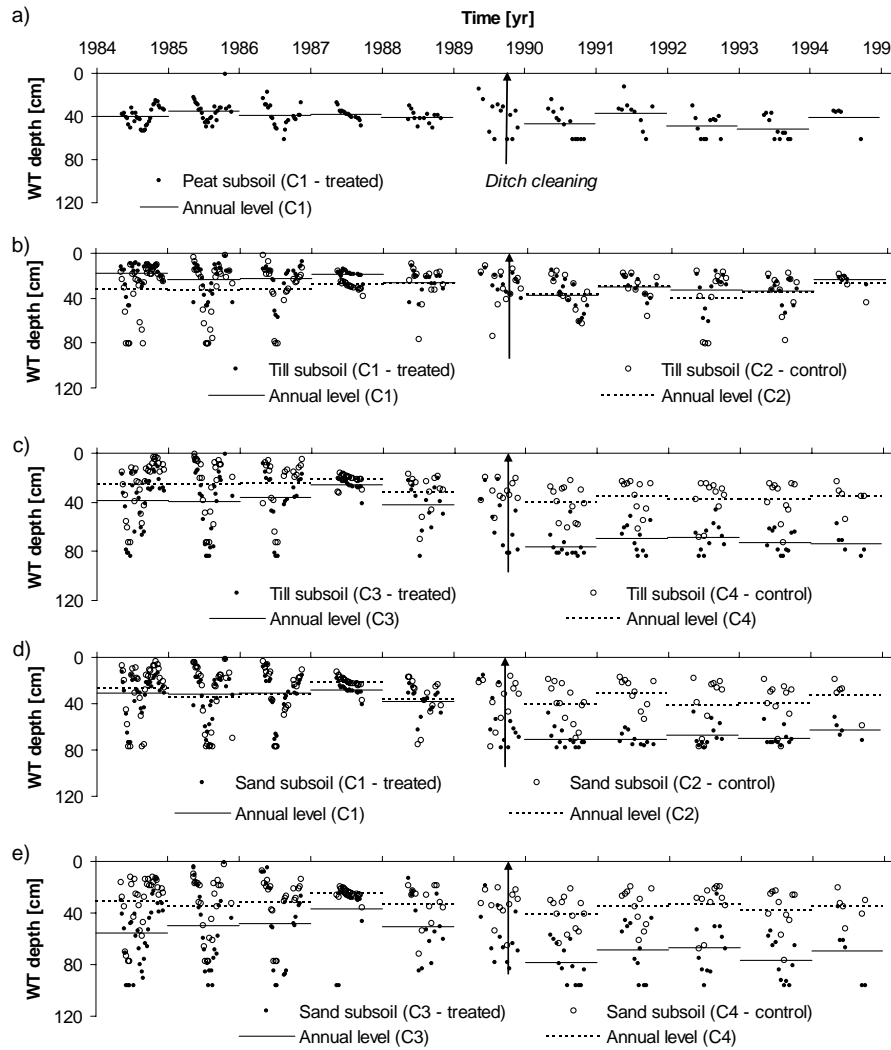 a)
Time [yr]
1984 1985 1986 1987 1988 1989 1990 1991 1992 1993 1994 199
WT depth [cm]
0
40
80
120
Peat subsoil (C1 - treated)
Annual level (C1)
Ditch cleaning
b)
WT depth [cm]
0
40
80
120
Till subsoil (C1 - treated) Till subsoil (C2 - control)
Annual level (C1) Annual level (C2)
c)
WT depth [cm]
0
40
80
120
Till subsoil (C3 - treated) Till subsoil (C4 - control)
Annual level (C3) Annual level (C4)
d)
WT depth [cm]
0
40
80
120
Sand subsoil (C1 - treated) Sand subsoil (C2 - control)
Annual level (C1) Annual level (C2)
e)
WT depth [cm]
0
40
80
120
Sand subsoil (C3 - treated) Sand subsoil (C4 - control)
Annual level (C3) Annual level (C4)